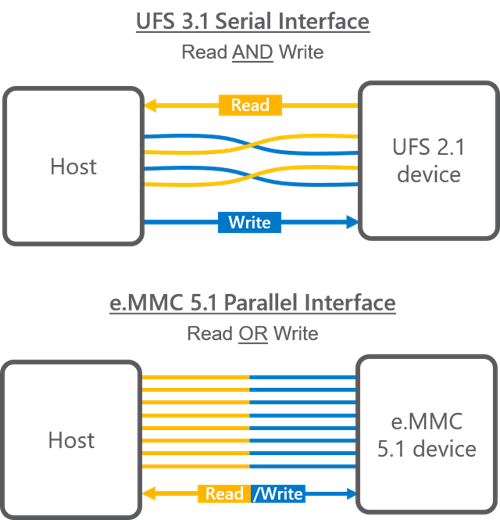 UFS 3.1 Serial Interface
Read AND Write
Read
Host
UFS 2.1
device
Write
e.MMC 5.1 Parallel Interface
Read OR Write
Host
e.MMC
5.1 device
Read /Write